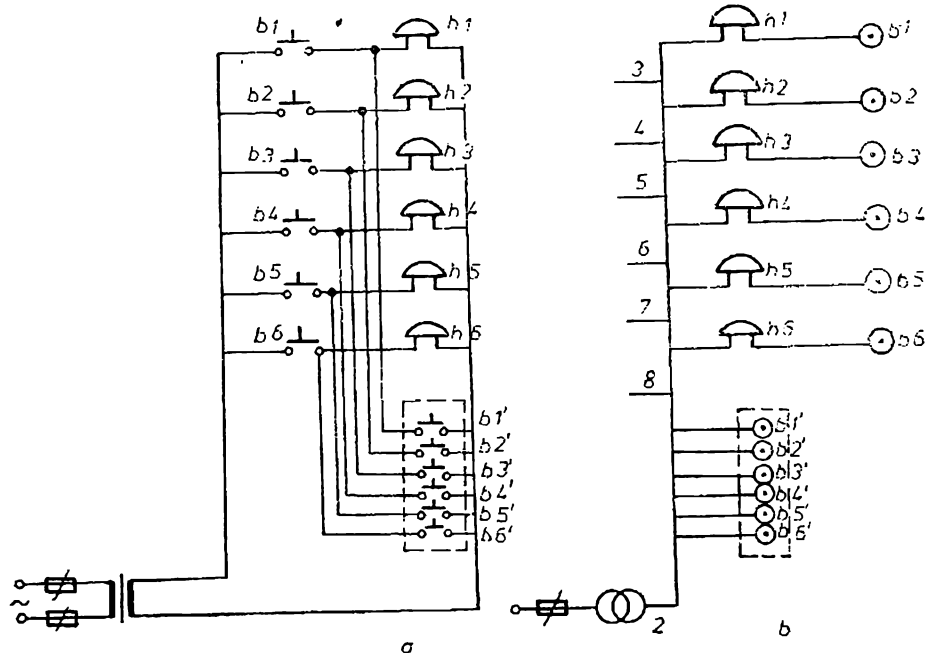 b1 h1
b2 h2
b3 h3
b4 h4
b5 h5
b6 h6
b1'
b2'
b3'
b4'
b5'
b6'
~
a
h1 b1
3
h2 b2
4
h3 b3
5
h4 b4
6
h5 b5
7
h6 b6
8
b1'
b2'
b3'
b4'
b5'
b6'
2
b